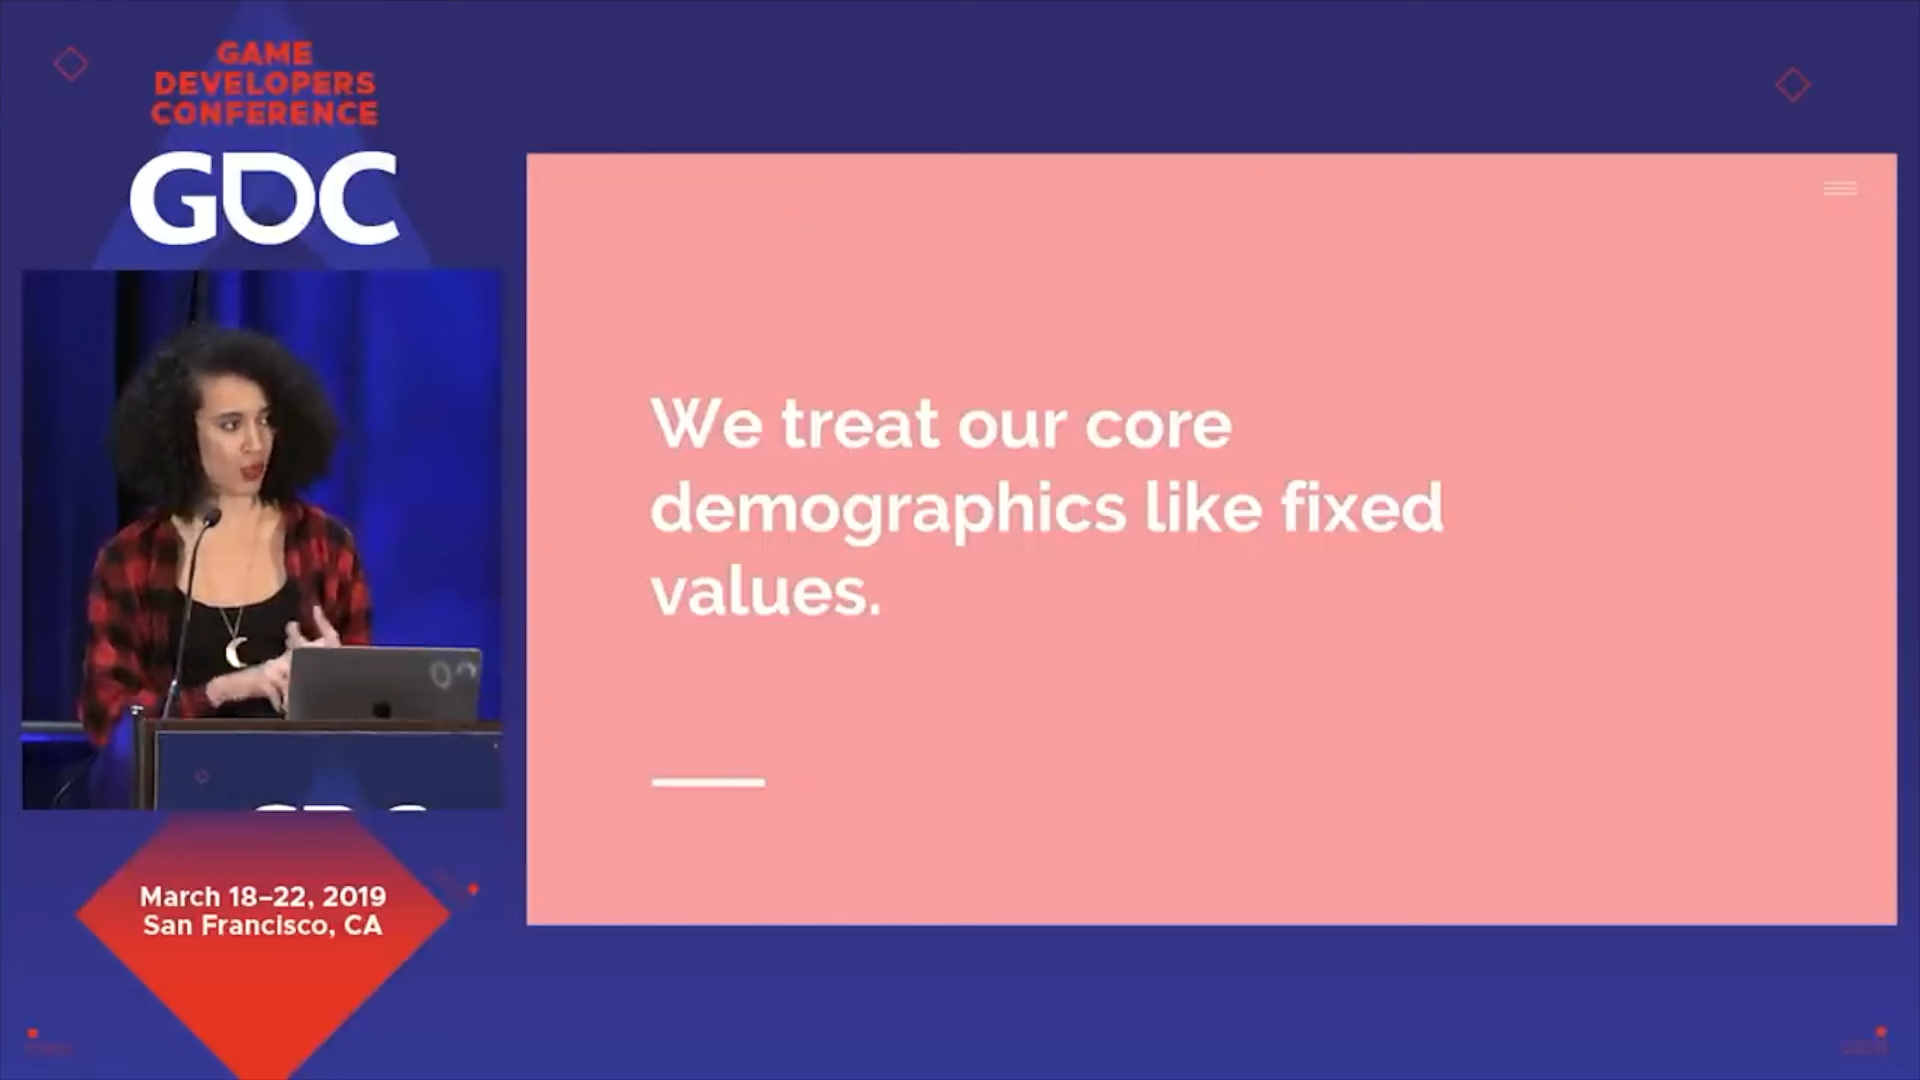 GAME
DEVELOPERS
CONFERENCE
GDC
We treat our core
demographics like fixed
values.
March 18–22, 2019
San Francisco, CA